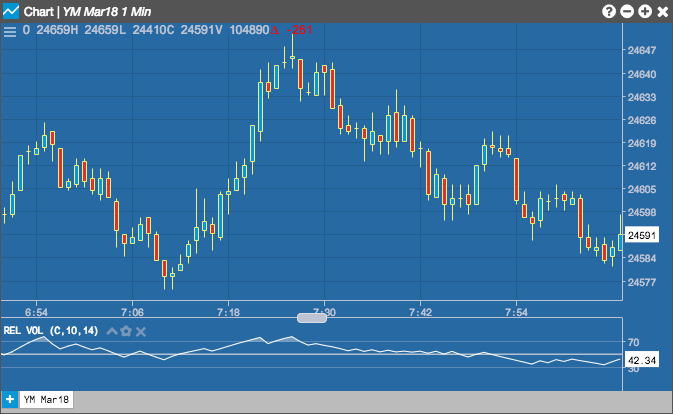 Chart | YM Mar18 1 Min
O 24659H 24659L 24410C 24591V 104890Δ -261
24647
24640
24633
24626
24619
24612
24605
24598
24591
24584
24577
6:54 7:06 7:18 7:30 7:42 7:54
REL VOL (C,10,14)
70
42.34
30
YM Mar18